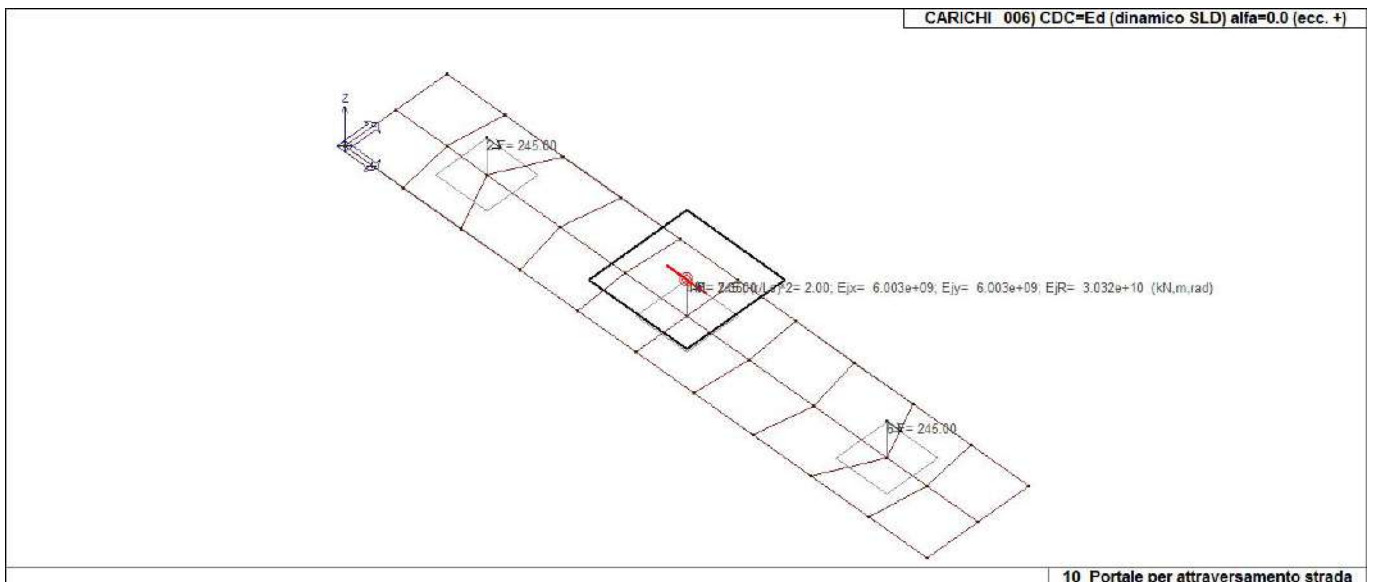 CARICHI 006) CDC=Ed (dinamico SLD) alfa=0.0 (ecc. +)
Z
F= 245.00
2= 2.00; Ejx= 6.003e+09; Ejy= 6.003e+09; EjR= 3.032e+10 (kN,m,rad)
F= 245.00
10 Portale per attraversamento strada